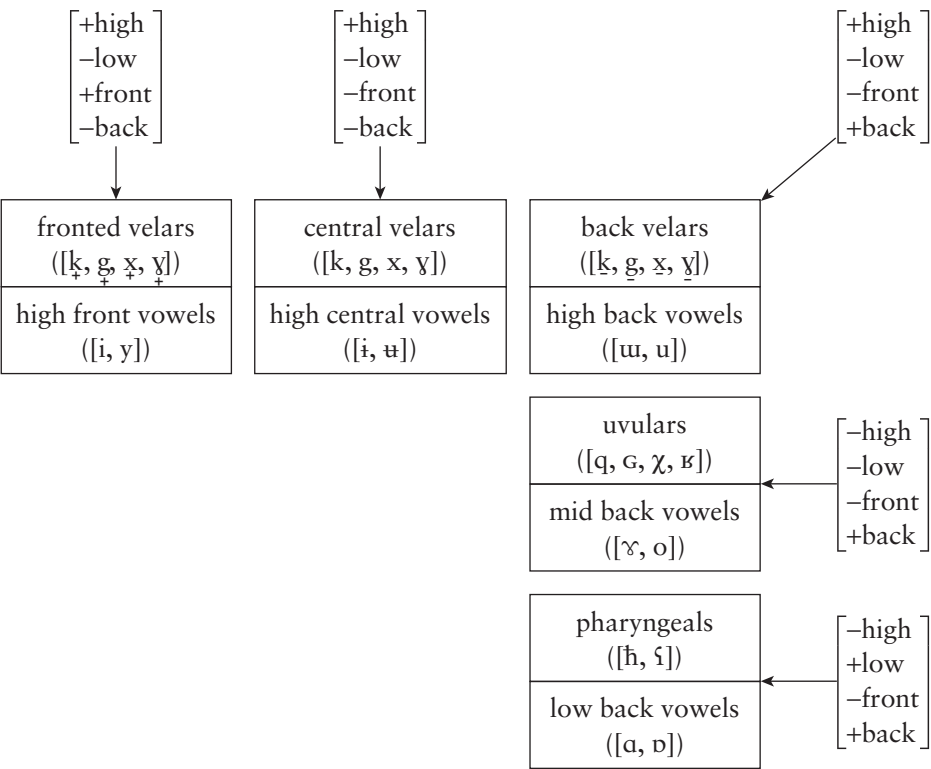 +high
−low
+front
−back
+high
−low
−front
−back
+high
−low
−front
+back
fronted velars
([k̟, g̟, x̟, ɣ̟])
high front vowels
([i, y])
central velars
([k, g, x, ɣ])
high central vowels
([ɨ, ʉ])
back velars
([k̠, g̠, x̠, ɣ̠])
high back vowels
([ɯ, u])
uvulars
([q, ɢ, χ, ʁ])
mid back vowels
([ɤ, o])
−high
−low
−front
+back
pharyngeals
([ħ, ʕ])
low back vowels
([ɑ, ɒ])
−high
+low
−front
+back